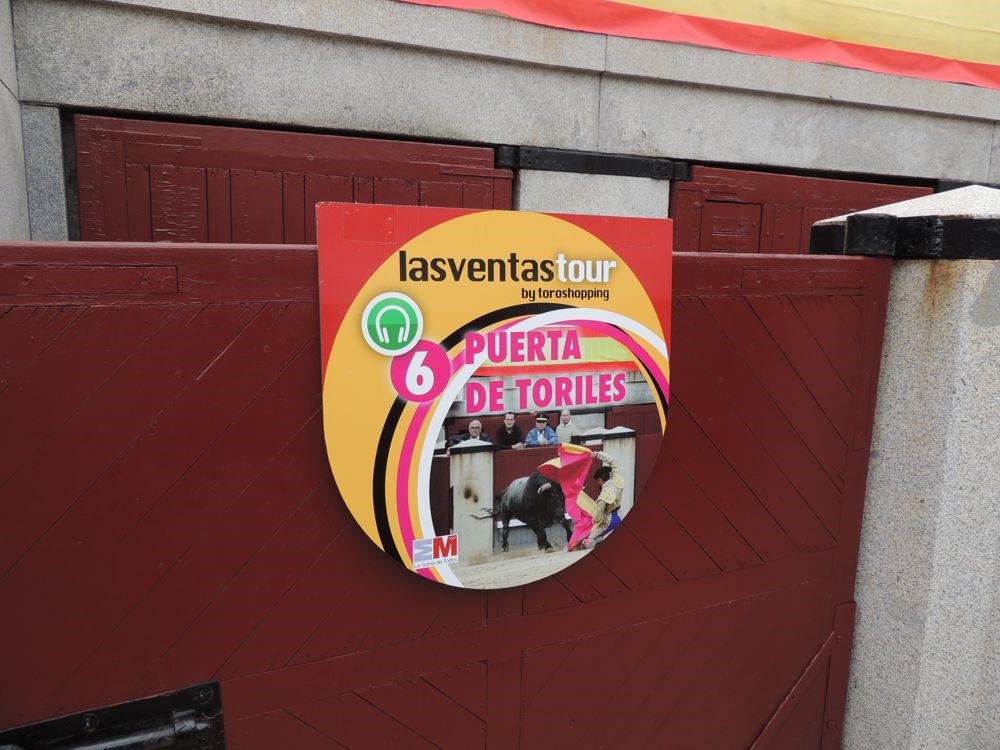 lasventastour
by toroshopping
6
PUERTA
DE TORILES
M M
La Suma de Todos